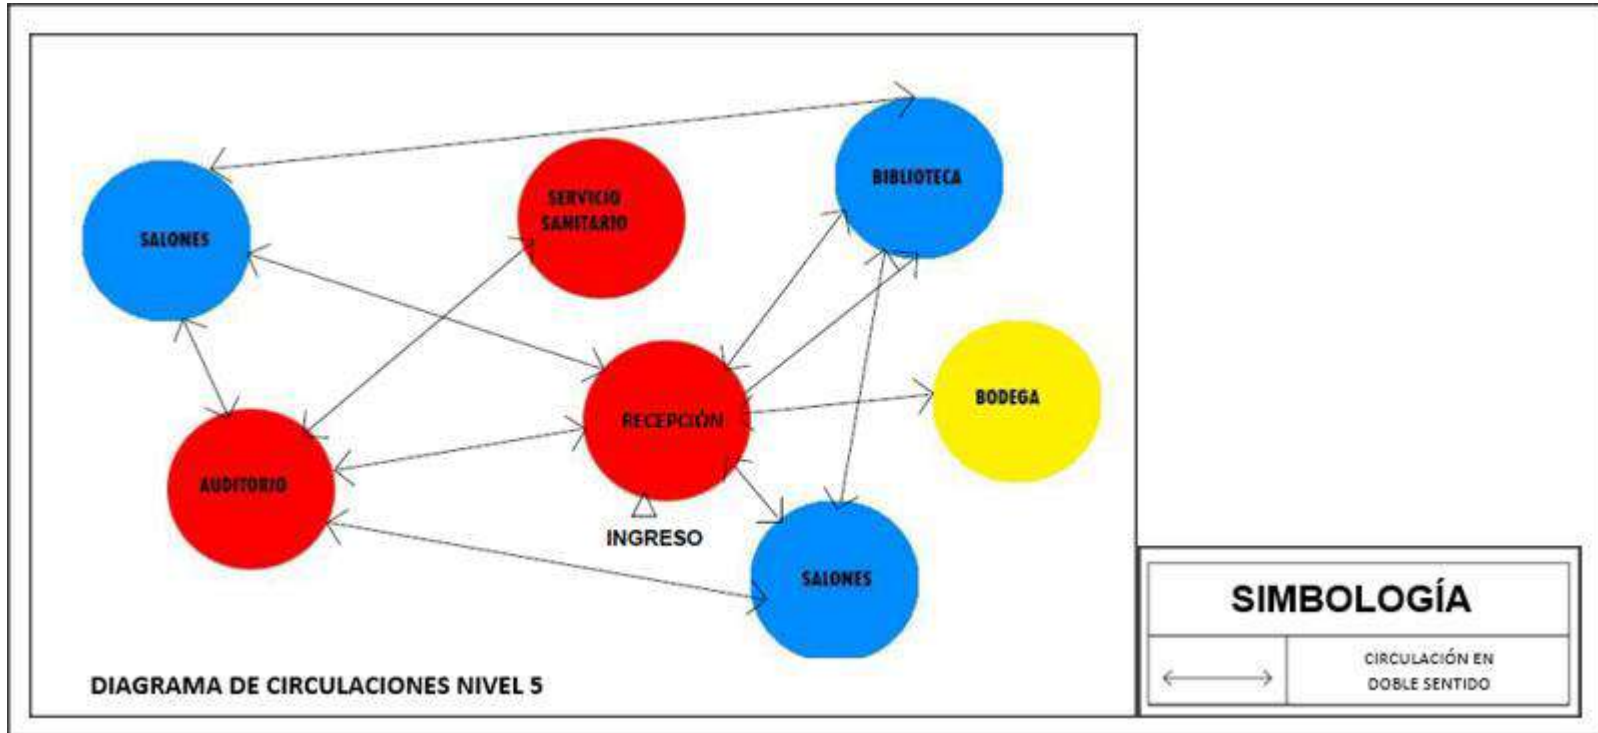 BIBLIOTECA
SERVICIO
SANITARIO
SALONES
BODEGA
RECEPCIÓN
AUDITORIO
INGRESO
SALONES
DIAGRAMA DE CIRCULACIONES NIVEL 5
SIMBOLOGÍA
CIRCULACIÓN EN
DOBLE SENTIDO